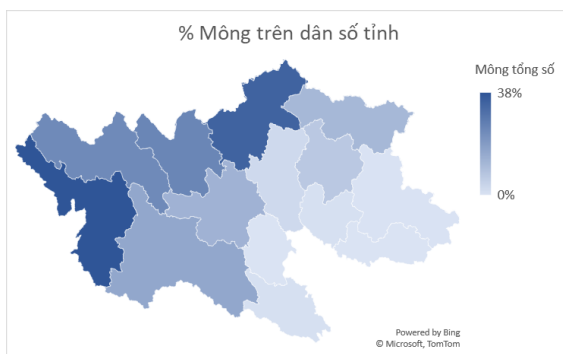 % Mông trên dân số tỉnh
Mông tổng số
38%
0%
Powered by Bing
© Microsoft, TomTom